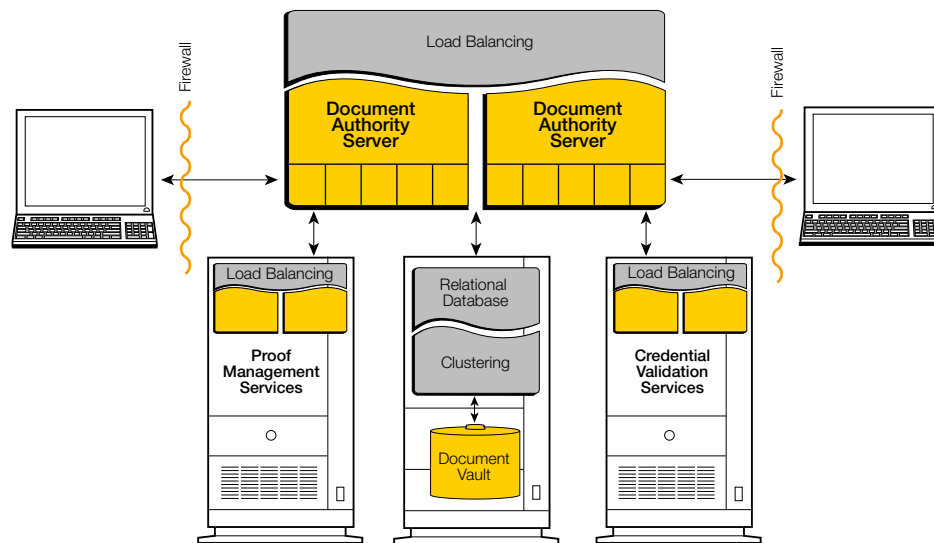 Load Balancing
Firewall
Firewall
Document
Authority
Server
Document
Authority
Server
Load Balancing
Proof
Management
Services
Relational
Database
Clustering
Document
Vault
Load Balancing
Credential
Validation
Services